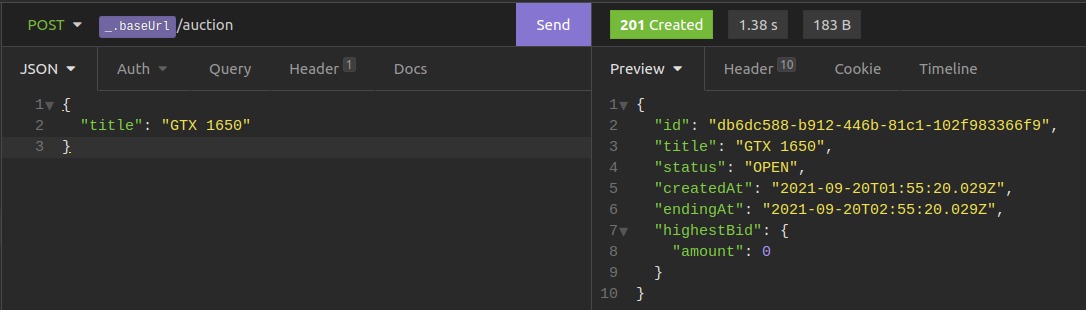 POST _.baseUrl/auction Send 201 Created 1.38 s 183 B
JSON Auth Query Header 1 Docs Preview Header 10 Cookie Timeline
1 {
2 "title": "GTX 1650"
3 }
1 {
2 "id": "db6dc588-b912-446b-81c1-102f983366f9",
3 "title": "GTX 1650",
4 "status": "OPEN",
5 "createdAt": "2021-09-20T01:55:20.029Z",
6 "endingAt": "2021-09-20T02:55:20.029Z",
7 "highestBid": {
8 "amount": 0
9 }
10 }